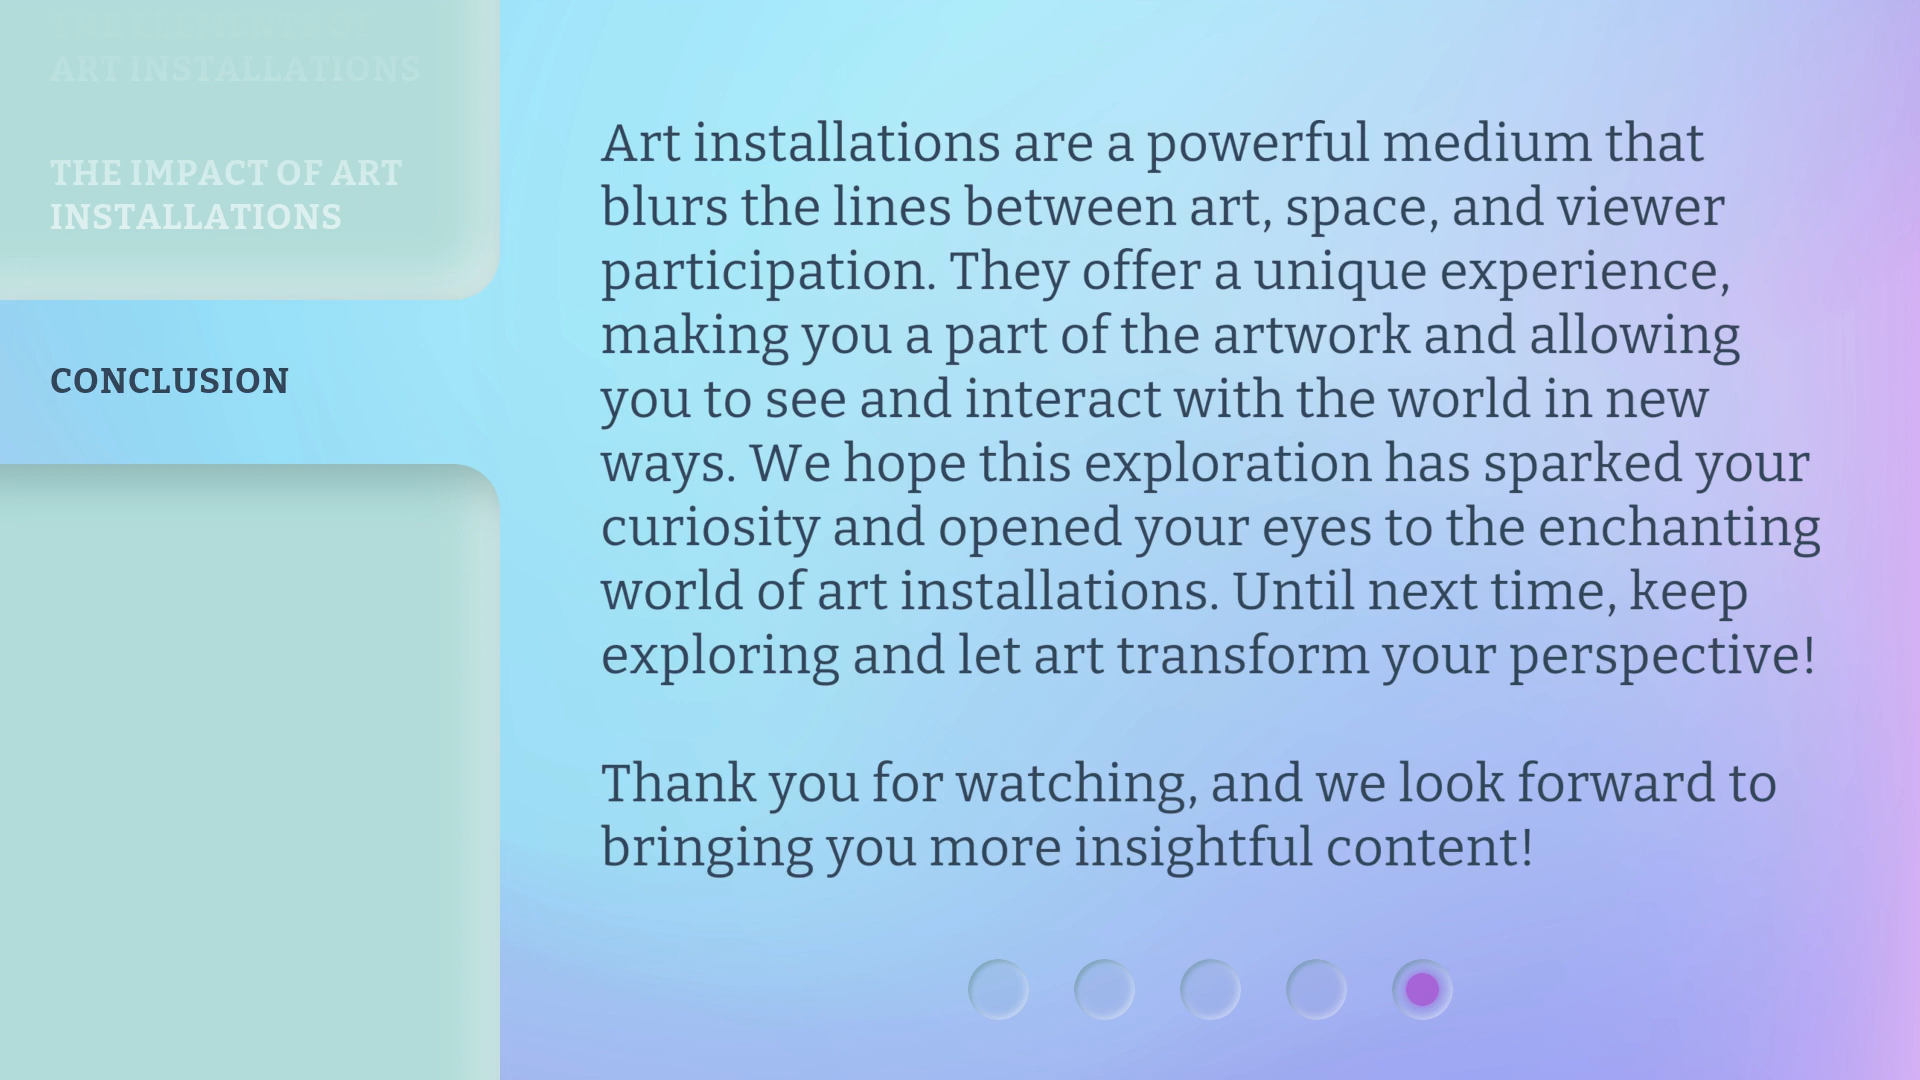 THE ELEMENTS OF
ART INSTALLATIONS
THE IMPACT OF ART
INSTALLATIONS
CONCLUSION
Art installations are a powerful medium that
blurs the lines between art, space, and viewer
participation. They offer a unique experience,
making you a part of the artwork and allowing
you to see and interact with the world in new
ways. We hope this exploration has sparked your
curiosity and opened your eyes to the enchanting
world of art installations. Until next time, keep
exploring and let art transform your perspective!
Thank you for watching, and we look forward to
bringing you more insightful content!